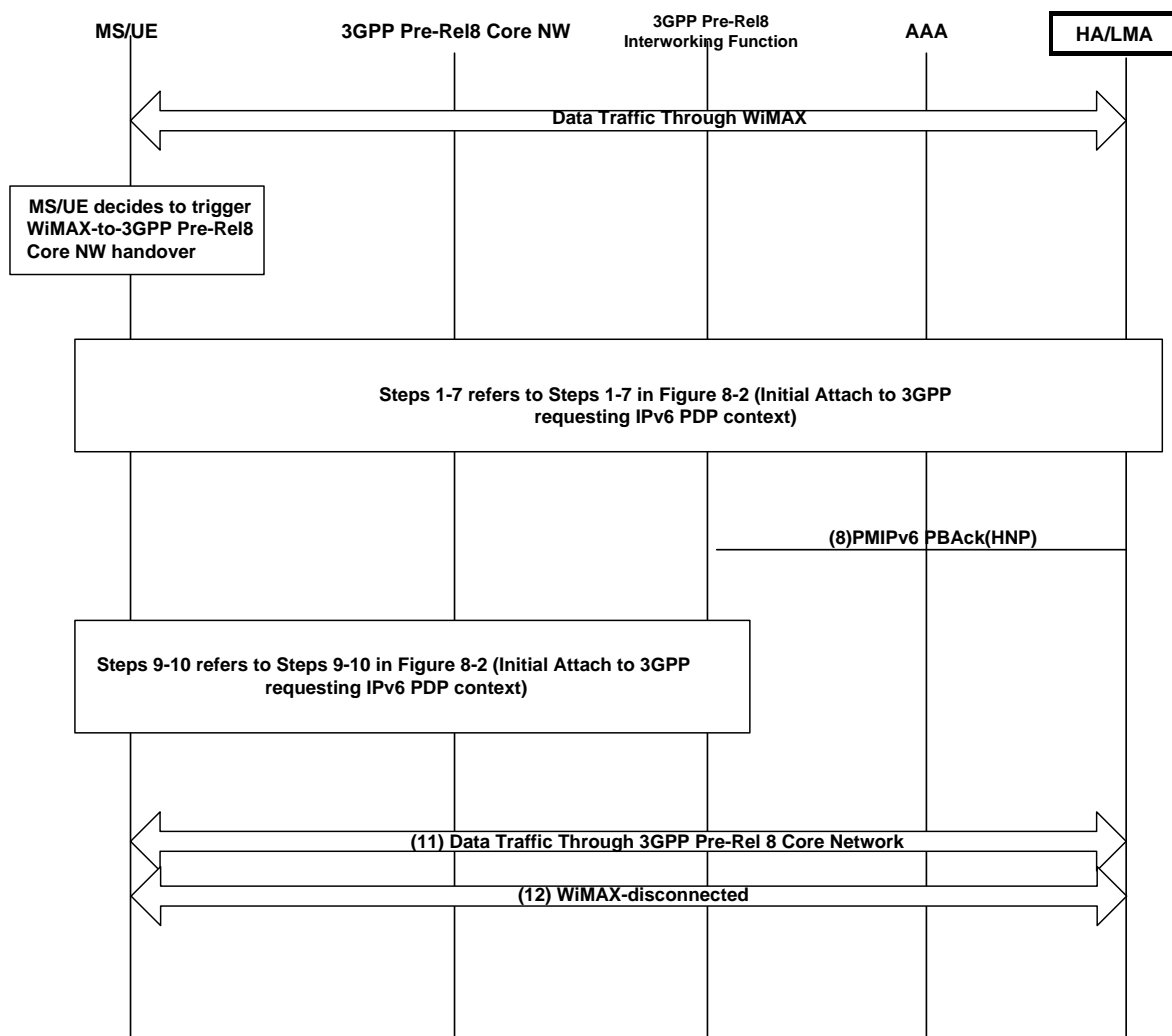 MS/UE
3GPP Pre-Rel8 Core NW
3GPP Pre-Rel8
Interworking Function
AAA
HA/LMA
Data Traffic Through WiMAX
MS/UE decides to trigger
WiMAX-to-3GPP Pre-Rel8
Core NW handover
Steps 1-7 refers to Steps 1-7 in Figure 8-2 (Initial Attach to 3GPP
requesting IPv6 PDP context)
(8)PMIPv6 PBAck(HNP)
Steps 9-10 refers to Steps 9-10 in Figure 8-2 (Initial Attach to 3GPP
requesting IPv6 PDP context)
(11) Data Traffic Through 3GPP Pre-Rel 8 Core Network
(12) WiMAX-disconnected